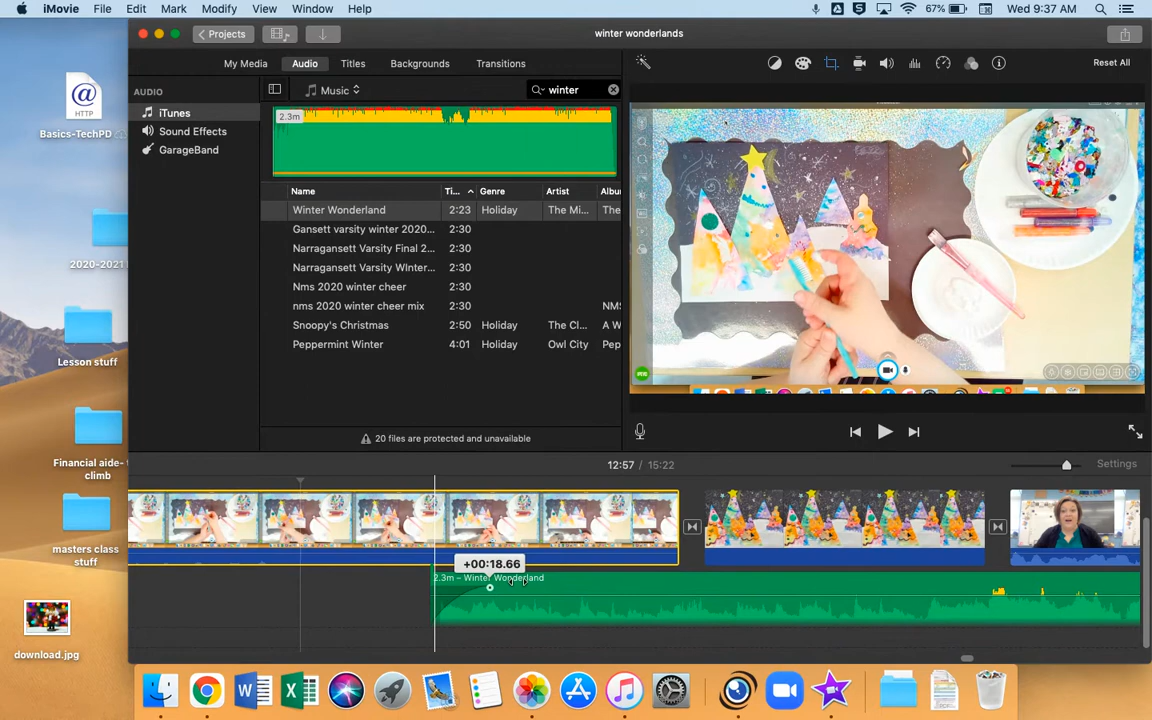 iMovie File Edit Mark Modify View Window Help
67% Wed 9:37 AM
Projects
winter wonderlands
My Media Audio Titles Backgrounds Transitions
Reset All
AUDIO
iTunes
Sound Effects
GarageBand
Music
winter
2.3m
Name Ti... Genre Artist Albu
Winter Wonderland 2:23 Holiday The Mi... The
Gansett varsity winter 2020... 2:30
Narragansett Varsity Final 2... 2:30
Narragansett Varsity WInter... 2:30
Nms 2020 winter cheer 2:30
nms 2020 winter cheer mix 2:30 NMS
Snoopy's Christmas 2:50 Holiday The Cl... A W
Peppermint Winter 4:01 Holiday Owl City Pep
20 files are protected and unavailable
12:57 / 15:22
Settings
+00:18.66
2.3m – Winter Wonderland
@
HTTP
Basics-TechPD
2020-2021
Lesson stuff
Financial aide-
climb
masters class
stuff
download.jpg